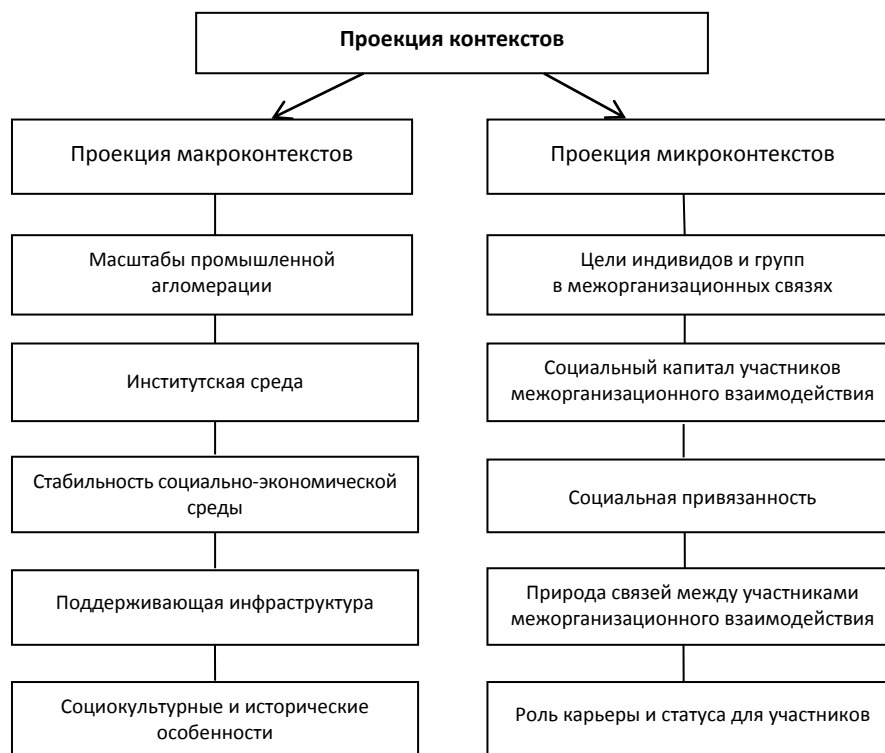 Проекция контекстов
Проекция макроконтекстов
Масштабы промышленной
агломерации
Институтская среда
Стабильность социально-экономической
среды
Поддерживающая инфраструктура
Социокультурные и исторические
особенности
Проекция микроконтекстов
Цели индивидов и групп
в межорганизационных связях
Социальный капитал участников
межорганизационного взаимодействия
Социальная привязанность
Природа связей между участниками
межорганизационного взаимодействия
Роль карьеры и статуса для участников